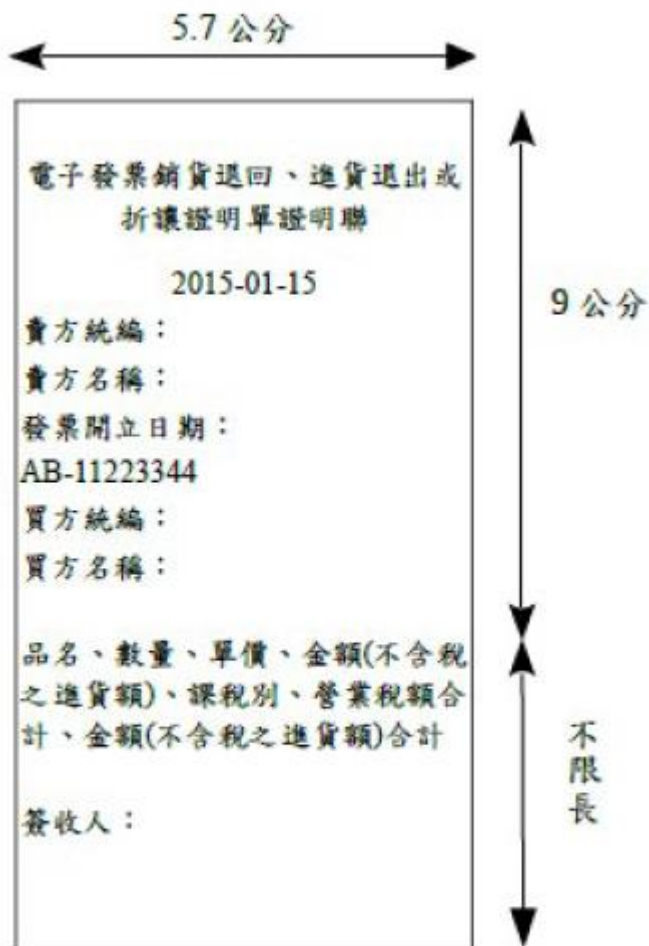 5.7 公分
電子發票銷貨退回、進貨退出或
折讓證明單證明聯
2015-01-15
賣方統編：
賣方名稱：
發票開立日期：
AB-11223344
買方統編：
買方名稱：
品名、數量、單價、金額(不含稅
之進貨額)、課稅別、營業稅額合
計、金額(不含稅之進貨額)合計
簽收人：
9 公分
不
限
長